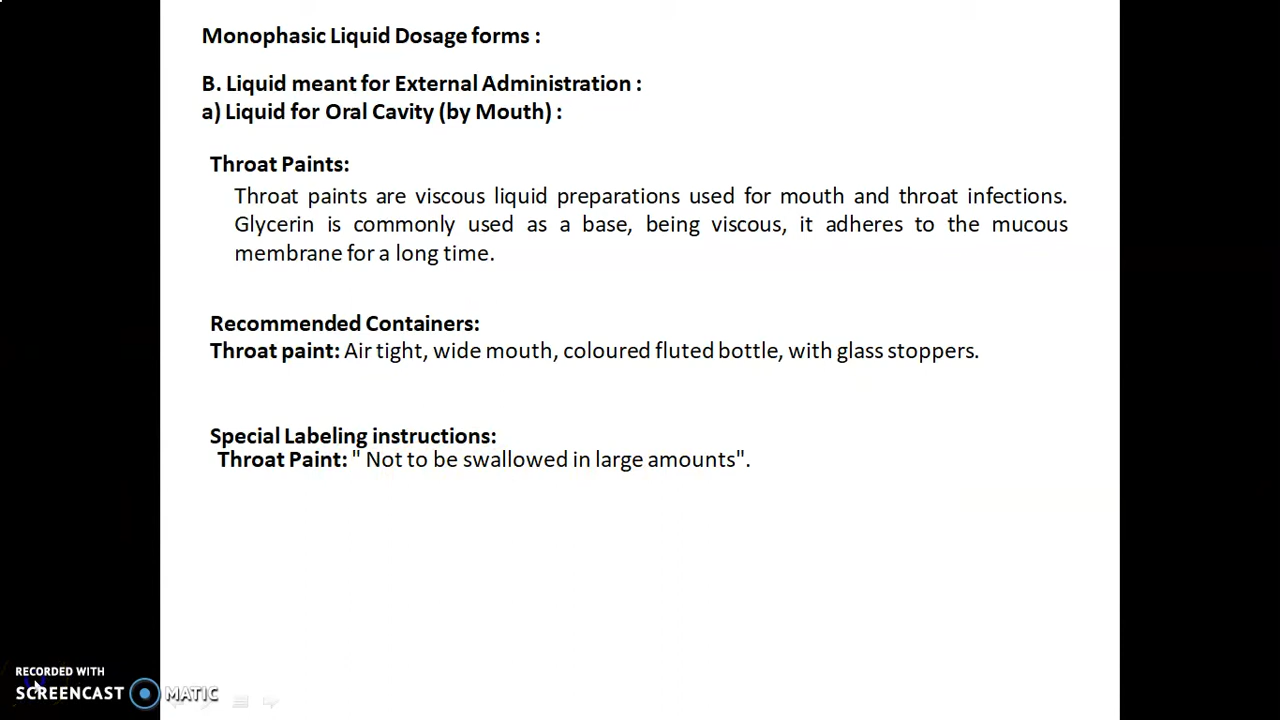 Monophasic Liquid Dosage forms :
B. Liquid meant for External Administration :
a) Liquid for Oral Cavity (by Mouth) :
Throat Paints:
Throat paints are viscous liquid preparations used for mouth and throat infections.
Glycerin is commonly used as a base, being viscous, it adheres to the mucous
membrane for a long time.
Recommended Containers:
Throat paint: Air tight, wide mouth, coloured fluted bottle, with glass stoppers.
Special Labeling instructions:
Throat Paint: " Not to be swallowed in large amounts".
RECORDED WITH
SCREENCAST MATIC